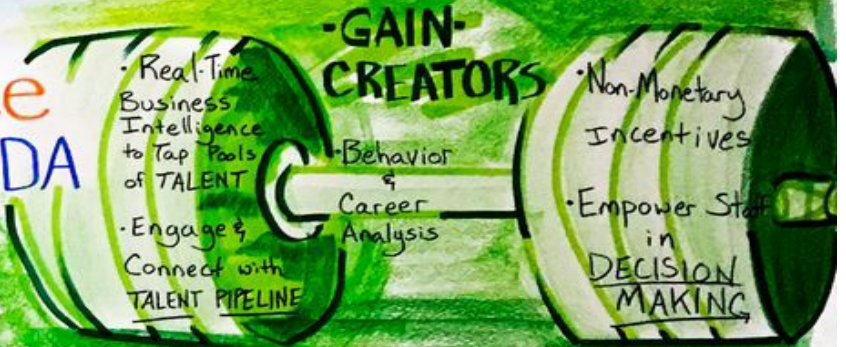 e
DA
-GAIN-
CREATORS
· Real-Time
Business
Intelligence
to Tap Pools
of TALENT
· Engage &
Connect with
TALENT PIPELINE
· Behavior
&
Career
Analysis
· Non-Monetary
Incentives
· Empower Staff
in
DECISION
MAKING